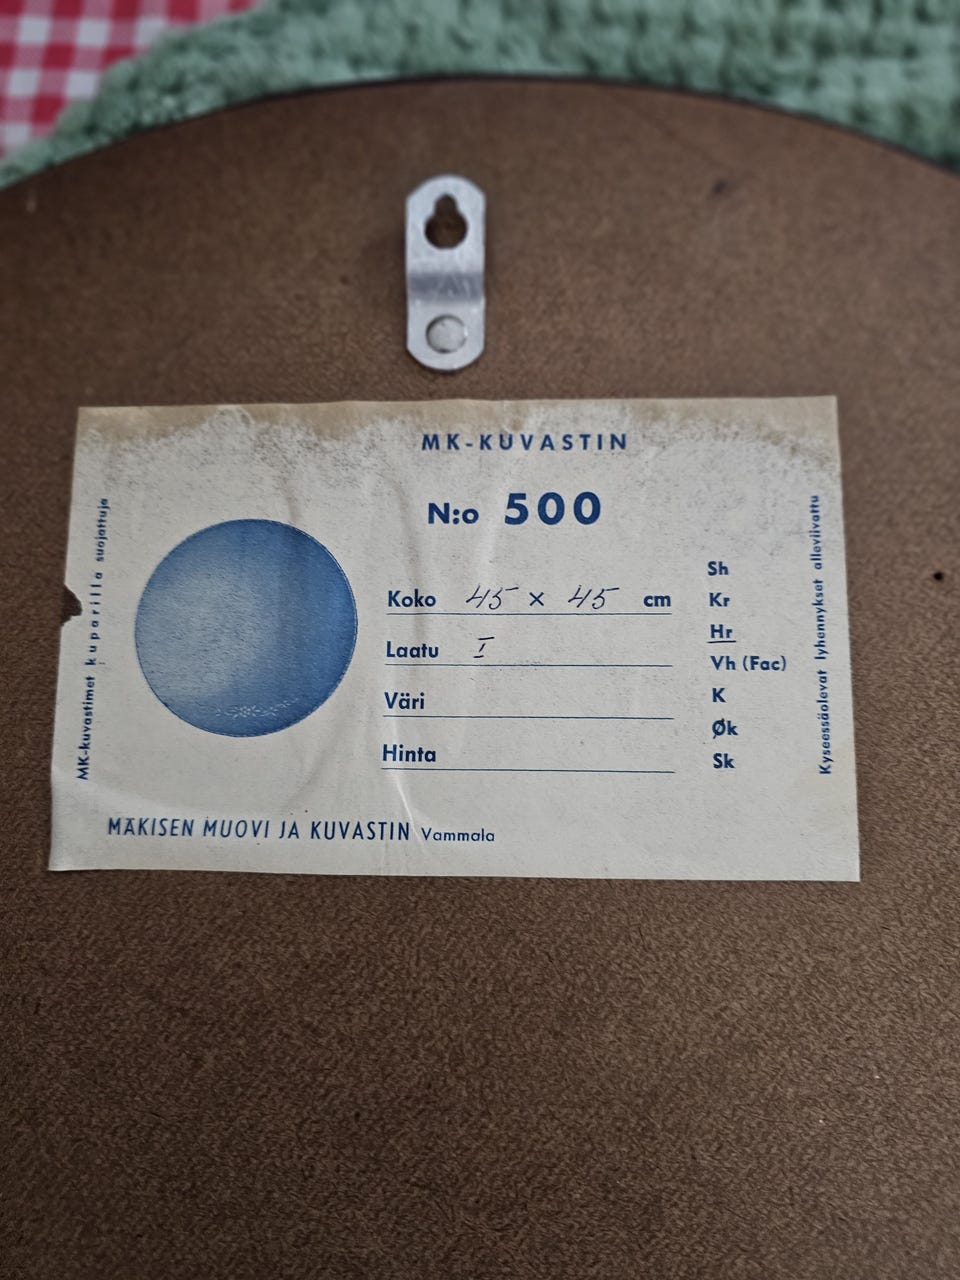 MK-KUVASTIN
N:o 500
MK-kuvastimet kuparilla suojattuja
Koko 45 × 45 cm
Laatu I
Väri
Hinta
Sh
Kr
Hr
Vh (Fac)
K
Øk
Sk
Kyseessäolevat lyhennykset alleviivattu
MÄKISEN MUOVI JA KUVASTIN Vammala